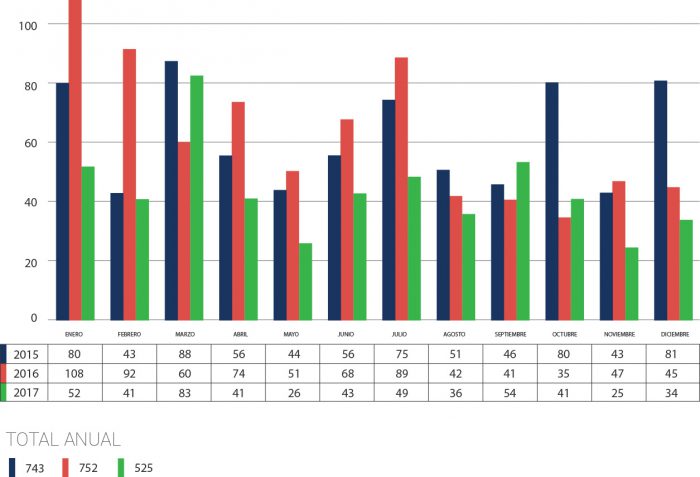 100
80
60
40
20
0
ENERO FEBRERO MARZO ABRIL MAYO JUNIO JULIO AGOSTO SEPTIEMBRE OCTUBRE NOVIEMBRE DICIEMBRE
2015 80 43 88 56 44 56 75 51 46 80 43 81
2016 108 92 60 74 51 68 89 42 41 35 47 45
2017 52 41 83 41 26 43 49 36 54 41 25 34
TOTAL ANUAL
743 752 525